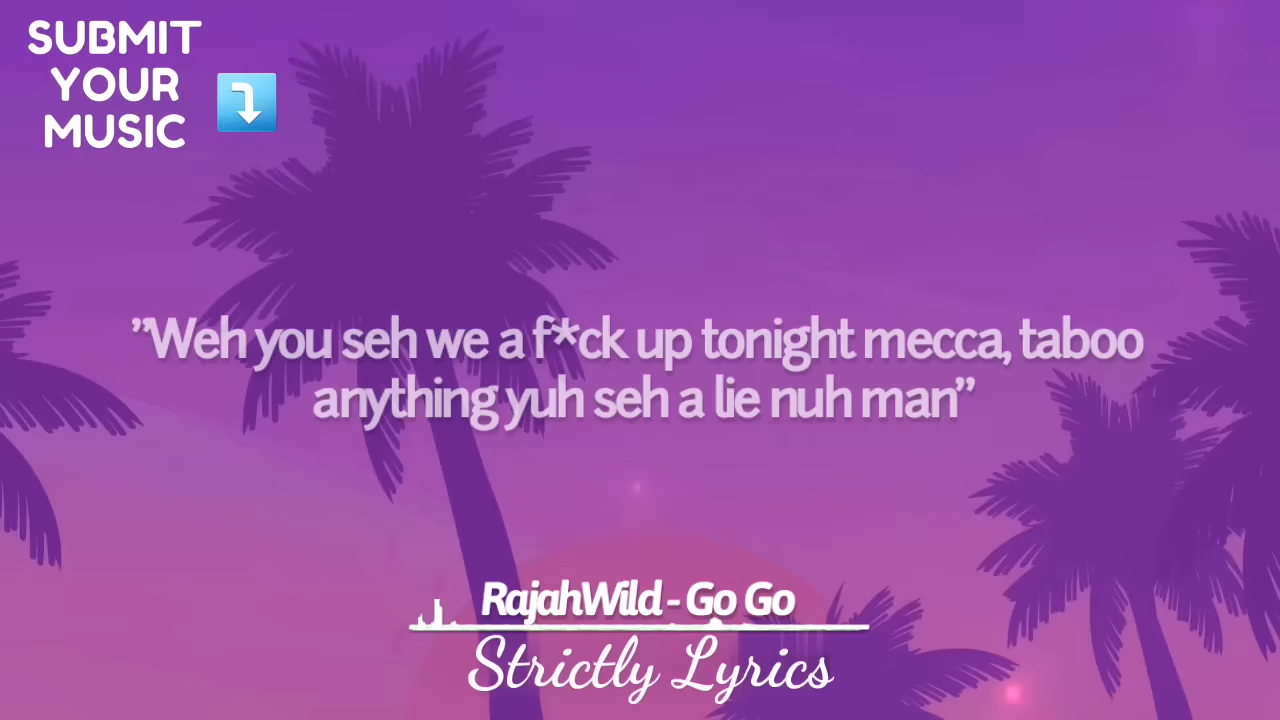 SUBMIT
YOUR
MUSIC
”Weh you seh we a f*ck up tonight mecca, taboo
anything yuh seh a lie nuh man”
RajahWild - Go Go
Strictly Lyrics